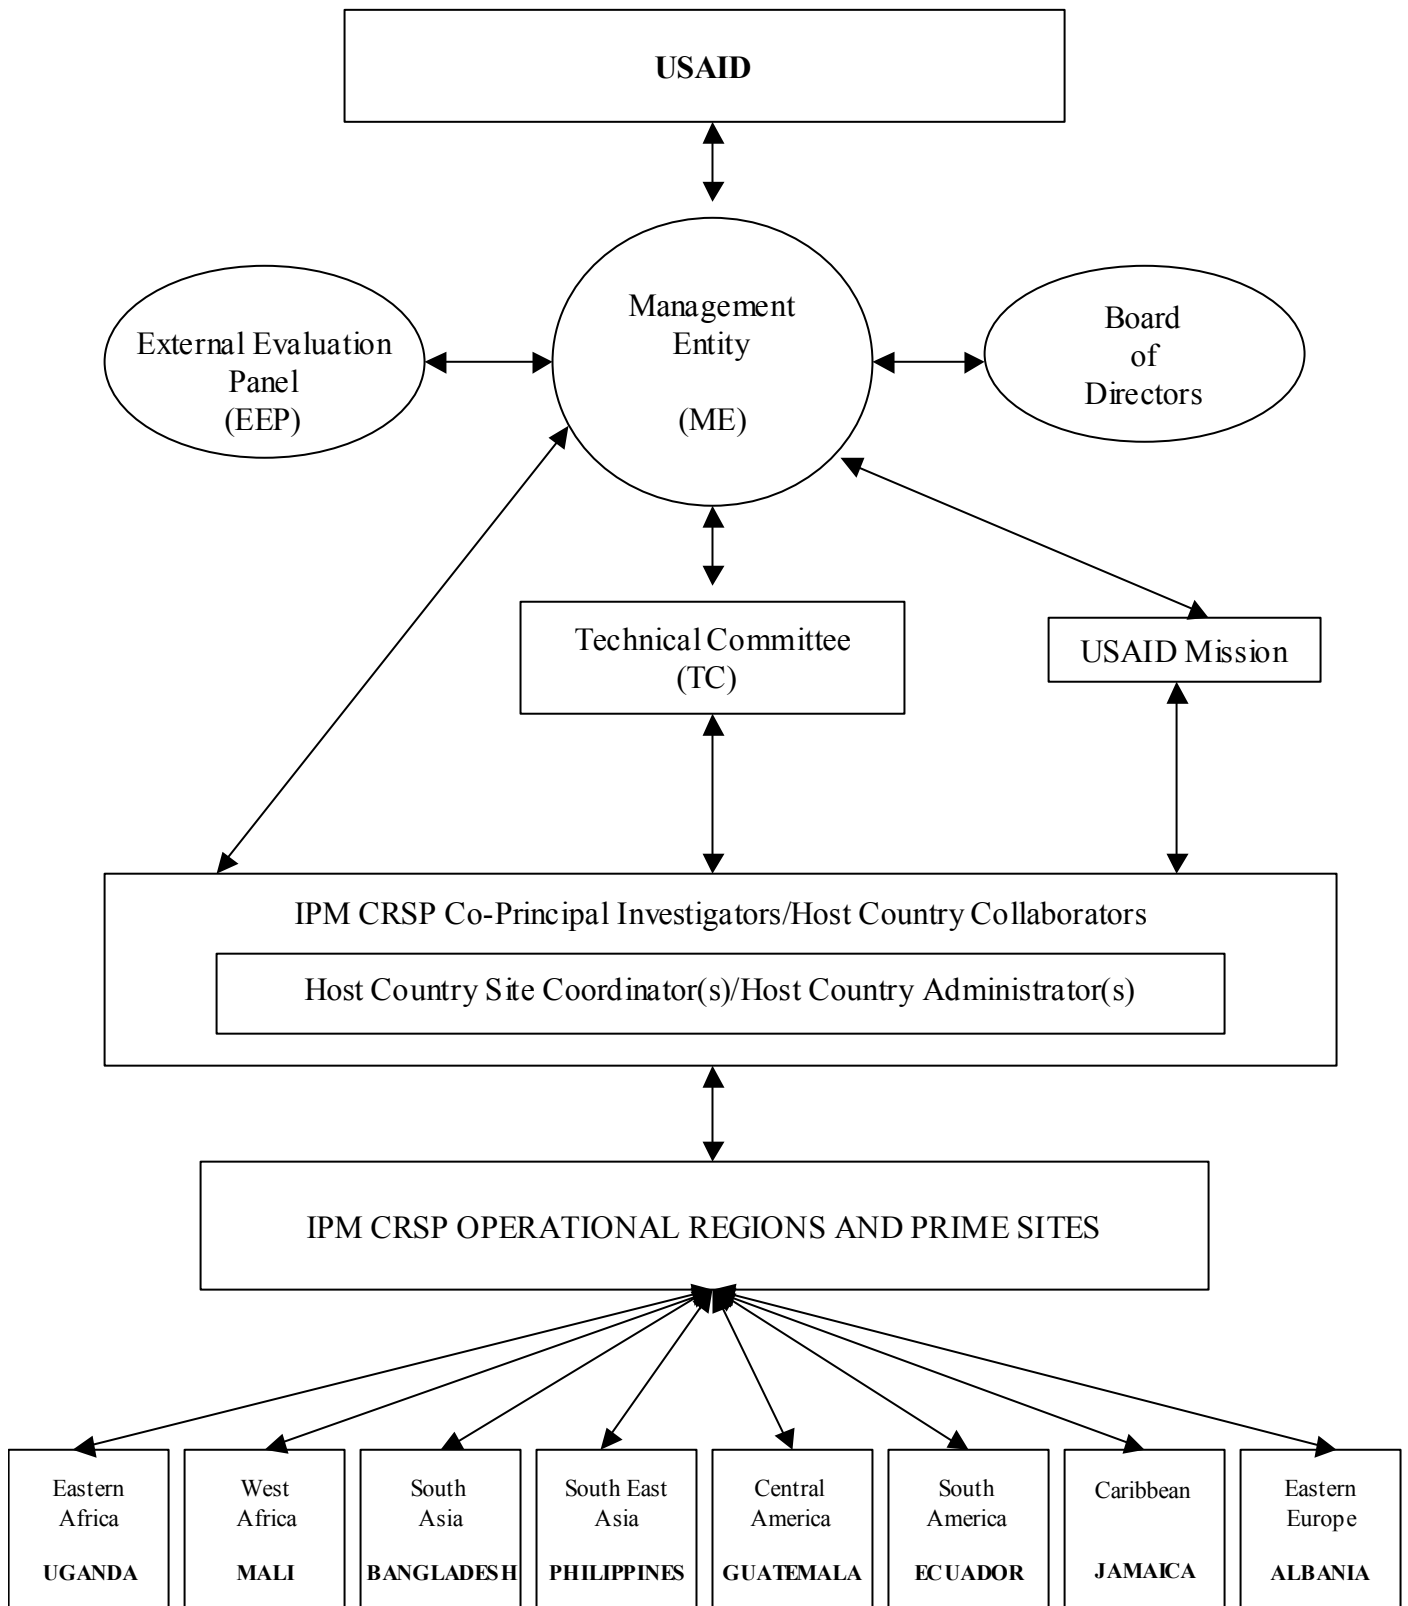 USAID
External Evaluation
Panel
(EEP)
Management
Entity
(ME)
Board
of
Directors
Technical Committee
(TC)
USAID Mission
IPM CRSP Co-Principal Investigators/Host Country Collaborators
Host Country Site Coordinator(s)/Host Country Administrator(s)
IPM CRSP OPERATIONAL REGIONS AND PRIME SITES
Eastern
Africa
UGANDA
West
Africa
MALI
South
Asia
BANGLADESH
South East
Asia
PHILIPPINES
Central
America
GUATEMALA
South
America
ECUADOR
Caribbean
JAMAICA
Eastern
Europe
ALBANIA